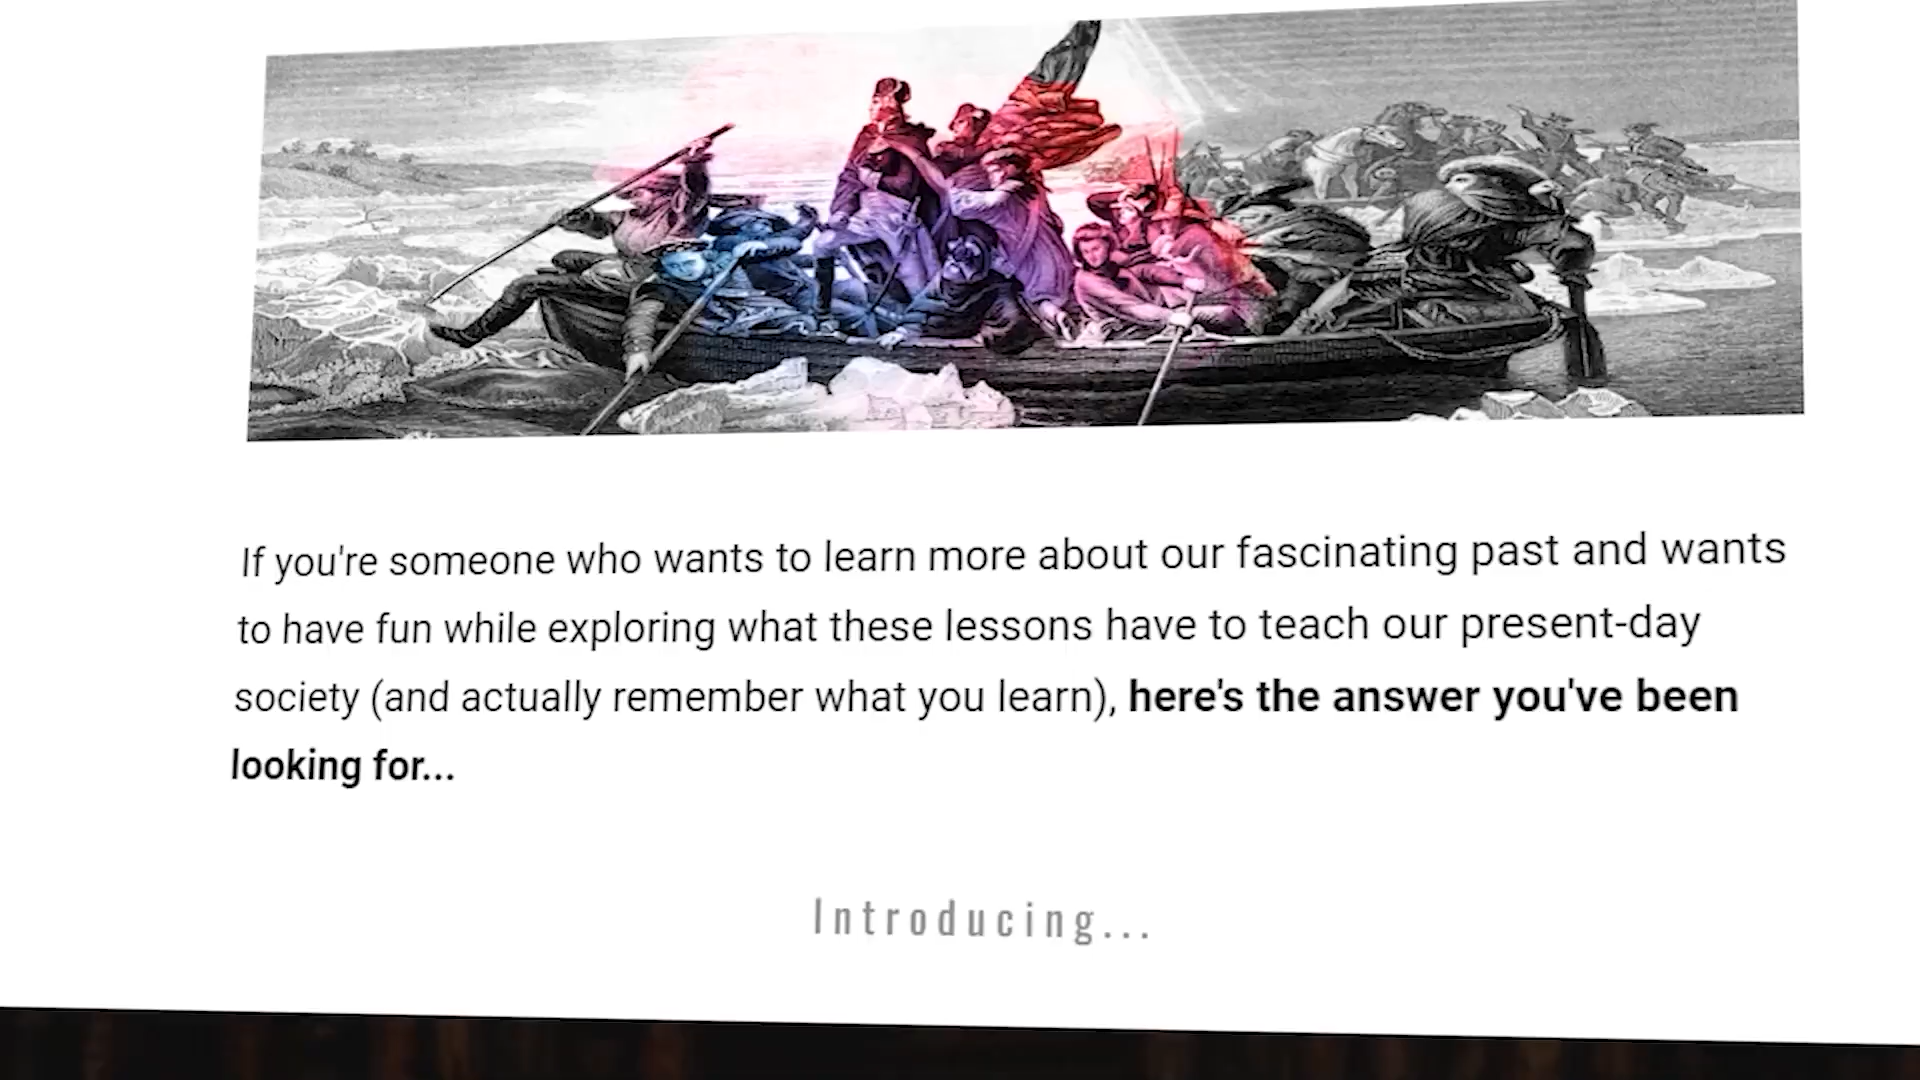 If you're someone who wants to learn more about our fascinating past and wants
to have fun while exploring what these lessons have to teach our present-day
society (and actually remember what you learn), here's the answer you've been
looking for...
Introducing...